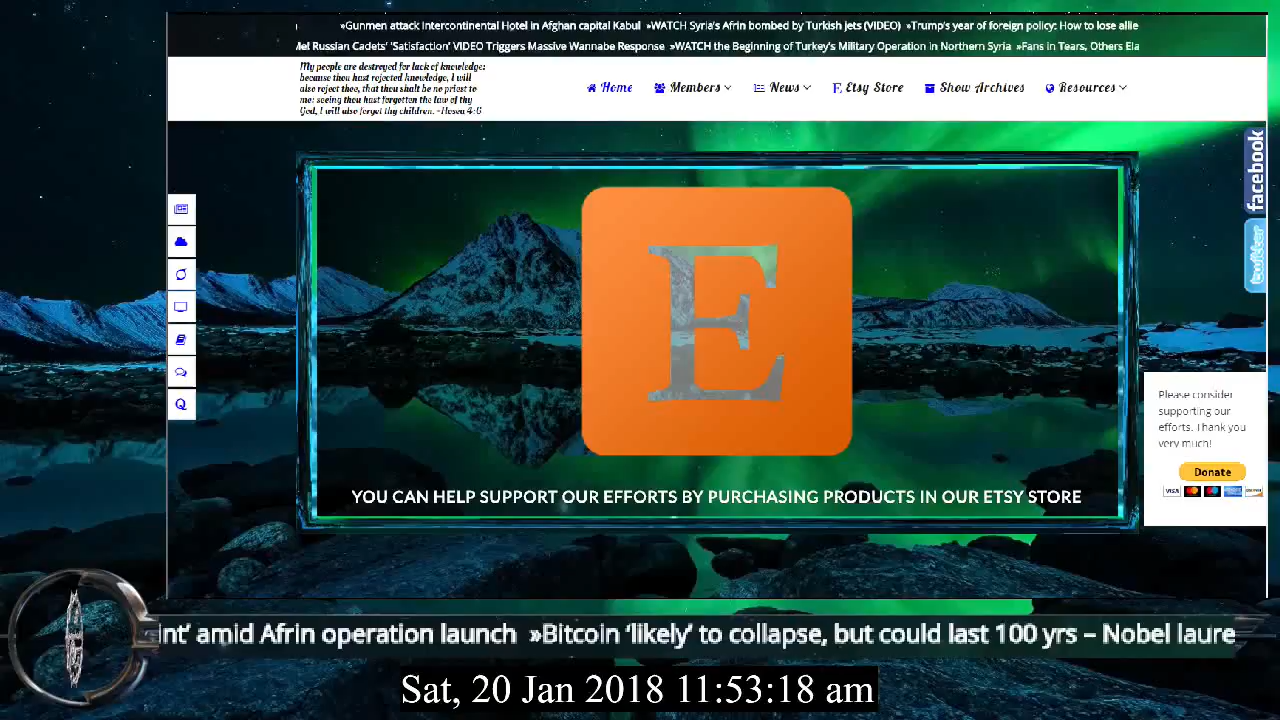 »Gunmen attack Intercontinental Hotel in Afghan capital Kabul »WATCH Syria's Afrin bombed by Turkish jets (VIDEO) »Trump's year of foreign policy: How to lose allie
Russian Cadets' 'Satisfaction' VIDEO Triggers Massive Wannabe Response »WATCH the Beginning of Turkey's Military Operation in Northern Syria »Fans in Tears, Others Ela
My people are destroyed for lack of knowledge:
because thou hast rejected knowledge, I will
also reject thee, that thou shalt be no priest to
me: seeing thou hast forgotten the law of thy
God, I will also forget thy children. -Hosea 4:6
Home Members News Etsy Store Show Archives Resources
facebook
twitter
E
Q
YOU CAN HELP SUPPORT OUR EFFORTS BY PURCHASING PRODUCTS IN OUR ETSY STORE
Please consider
supporting our
efforts. Thank you
very much!
Donate
VISA
int' amid Afrin operation launch »Bitcoin 'likely' to collapse, but could last 100 yrs – Nobel laure
Sat, 20 Jan 2018 11:53:18 am